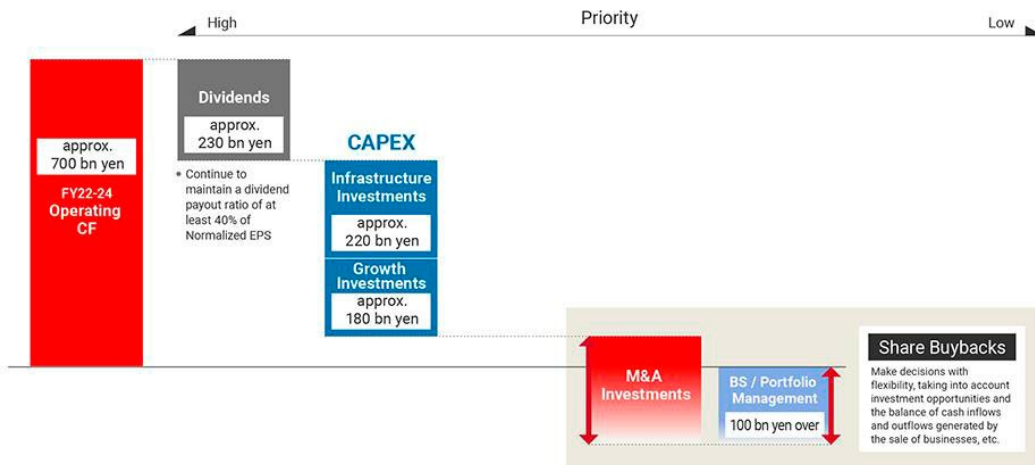 High
Priority
Low
approx.
700 bn yen
FY22-24
Operating
CF
Dividends
approx.
230 bn yen
• Continue to
maintain a dividend
payout ratio of at
least 40% of
Normalized EPS
CAPEX
Infrastructure
Investments
approx.
220 bn yen
Growth
Investments
approx.
180 bn yen
M&A
Investments
BS / Portfolio
Management
100 bn yen over
Share Buybacks
Make decisions with
flexibility, taking into account
investment opportunities and
the balance of cash inflows
and outflows generated by
the sale of businesses, etc.